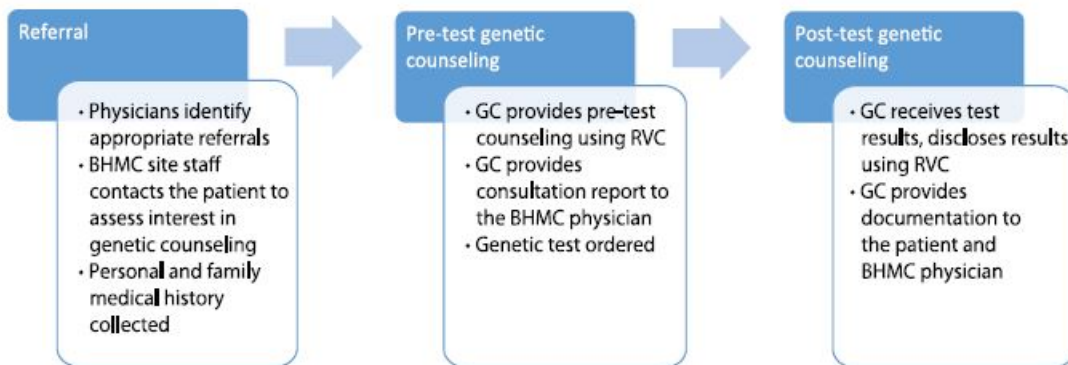 Referral
• Physicians identify
appropriate referrals
• BHMC site staff
contacts the patient to
assess interest in
genetic counseling
• Personal and family
medical history
collected
Pre-test genetic
counseling
• GC provides pre-test
counseling using RVC
• GC provides
consultation report to
the BHMC physician
• Genetic test ordered
Post-test genetic
counseling
• GC receives test
results, discloses results
using RVC
• GC provides
documentation to
the patient and
BHMC physician